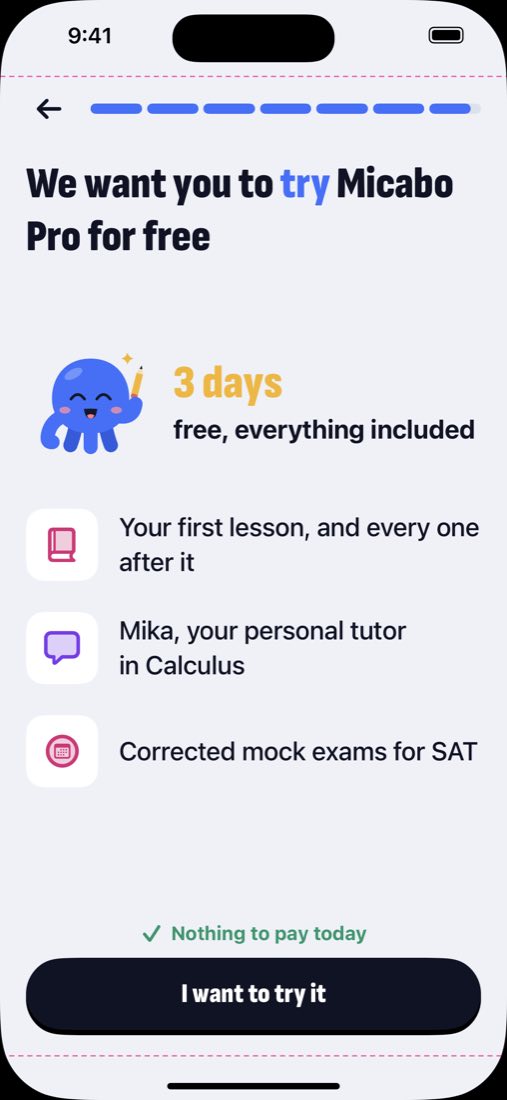 9:41
We want you to try Micabo
Pro for free
3 days
free, everything included
Your first lesson, and every one
after it
Mika, your personal tutor
in Calculus
Corrected mock exams for SAT
Nothing to pay today
I want to try it